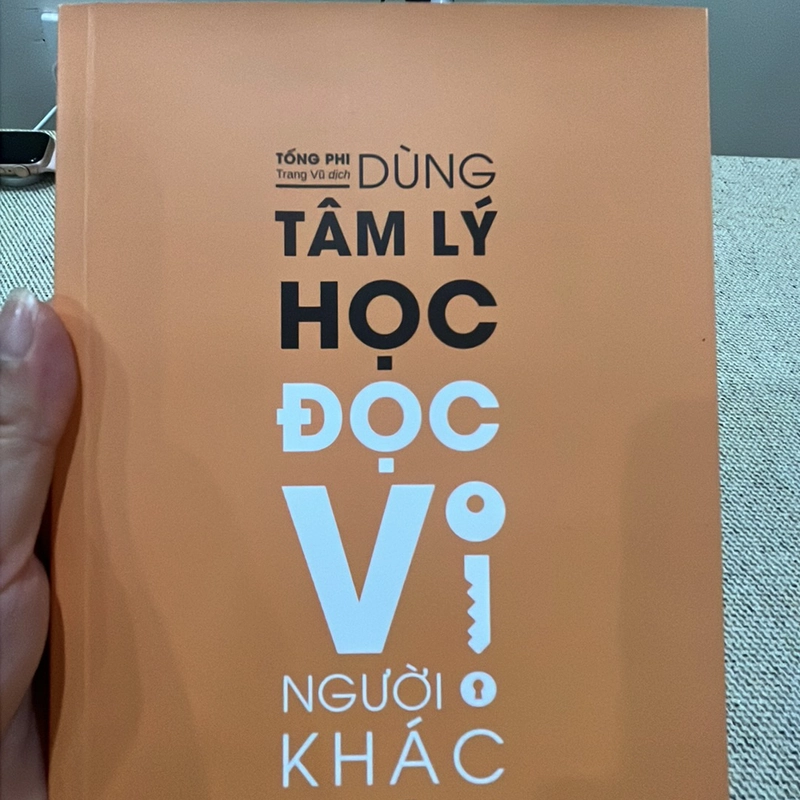 TỐNG PHI
Trang Vũ dịch
DÙNG
TÂM LÝ
HỌC
ĐỌC
VỊ
NGƯỜI
KHÁC